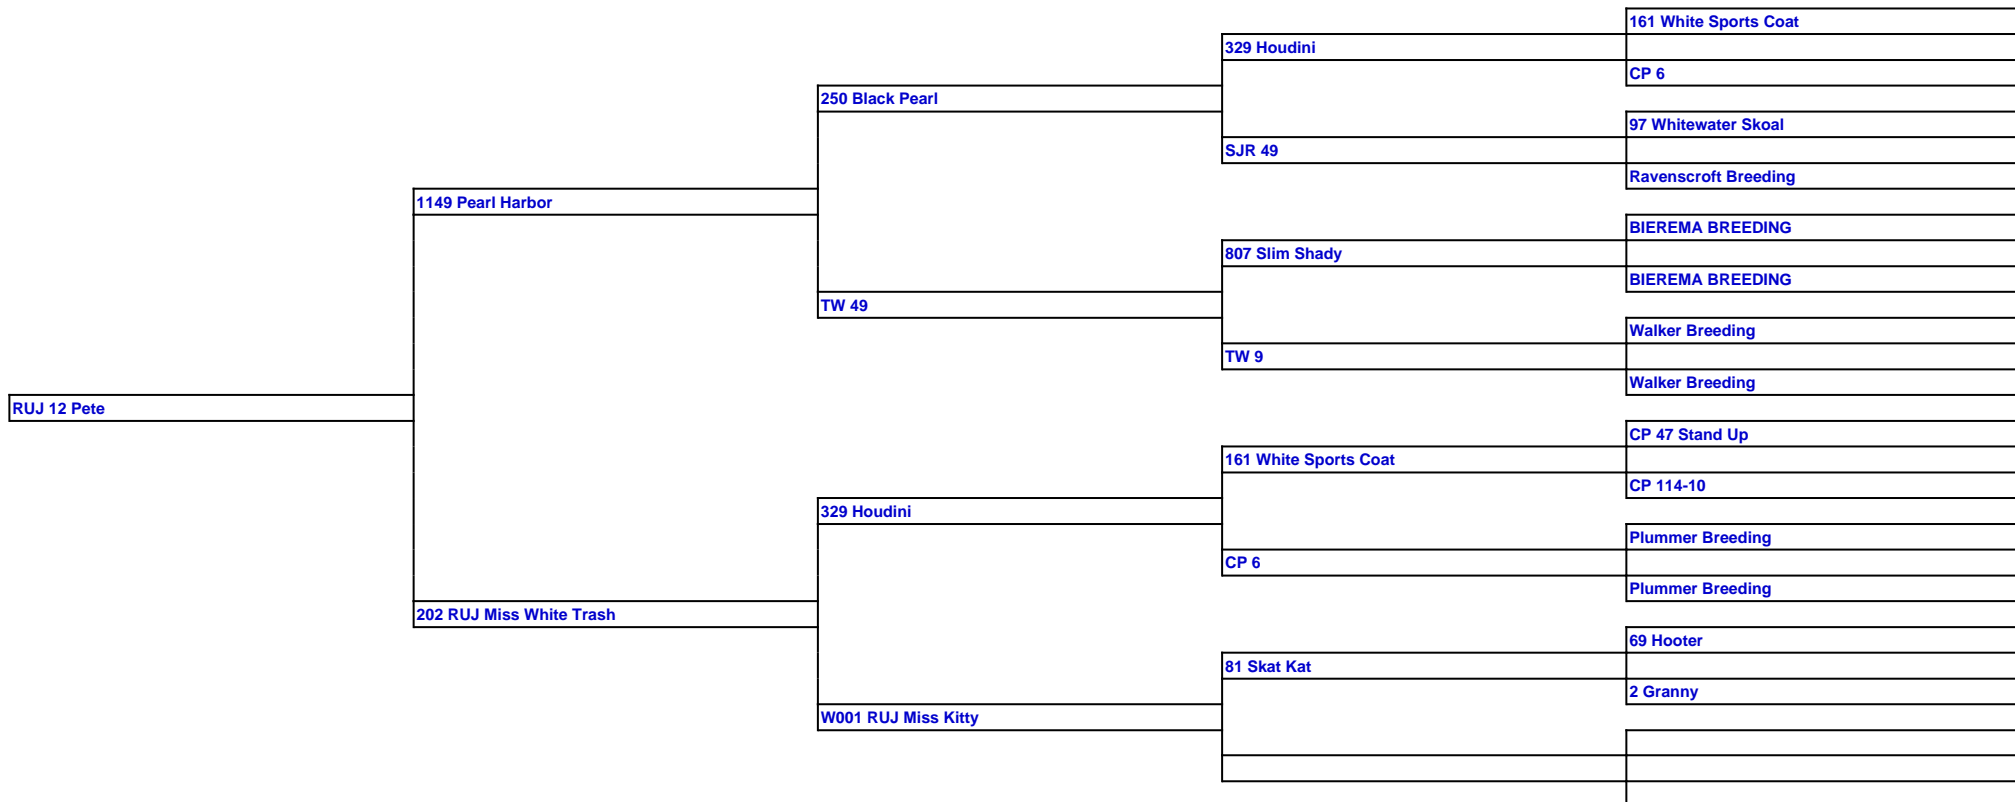 161 White Sports Coat
329 Houdini
CP 6
250 Black Pearl
97 Whitewater Skoal
SJR 49
Ravenscroft Breeding
1149 Pearl Harbor
BIEREMA BREEDING
807 Slim Shady
BIEREMA BREEDING
TW 49
Walker Breeding
TW 9
Walker Breeding
RUJ 12 Pete
CP 47 Stand Up
161 White Sports Coat
CP 114-10
329 Houdini
Plummer Breeding
CP 6
Plummer Breeding
202 RUJ Miss White Trash
69 Hooter
81 Skat Kat
2 Granny
W001 RUJ Miss Kitty